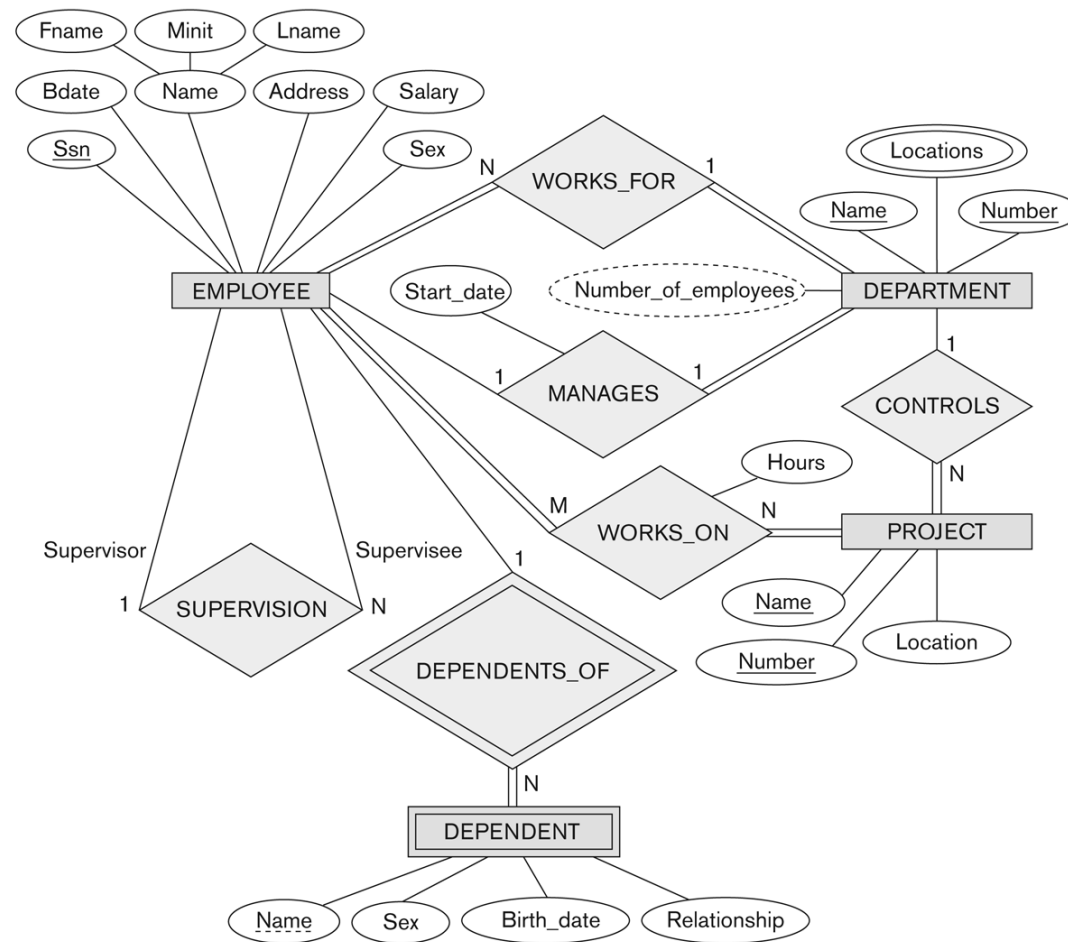 Fname
Minit
Lname
Bdate
Name
Address
Salary
Ssn
Sex
WORKS_FOR
N
1
Locations
Name
Number
EMPLOYEE
Start_date
Number_of_employees
DEPARTMENT
1
MANAGES
1
1
CONTROLS
N
Hours
M
WORKS_ON
N
PROJECT
Name
Number
Location
Supervisor
Supervisee
1
SUPERVISION
N
1
DEPENDENTS_OF
N
DEPENDENT
Name
Sex
Birth_date
Relationship